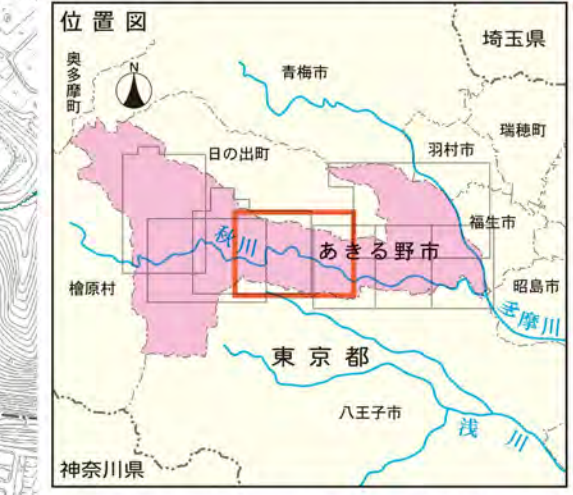 位置図
埼玉県
奥多摩町
N
青梅市
瑞穂町
羽村市
日の出町
福生市
秋川
あきる野市
昭島市
檜原村
多摩川
東京都
八王子市
浅川
神奈川県